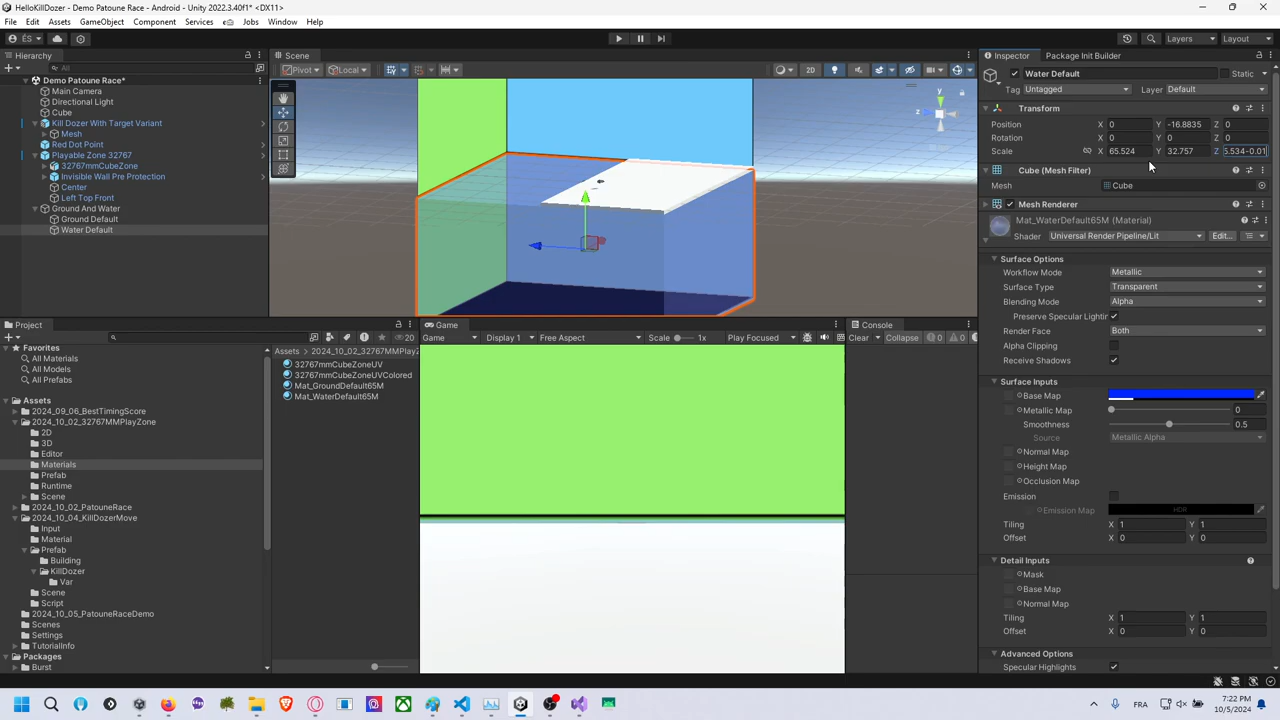 HelloKillDozer - Demo Patoune Race - Android - Unity 2022.3.40f1* <DX11>
File Edit Assets GameObject Component Services Jobs Window Help
ÉS Layers Layout
Hierarchy Scene Inspector Package Init Builder
All Pivot Local 2D Water Default Static
Demo Patoune Race* Tag Untagged Layer Default
Main Camera
Directional Light Transform
Cube y
Kill Dozer With Target Variant z Position X 0 Y -16.8835 Z 0
Mesh Rotation X 0 Y 0 Z 0
Red Dot Point Scale X 65.524 Y 32.757 Z 5.534-0.01
Playable Zone 32767
32767mmCubeZone Cube (Mesh Filter)
Invisible Wall Pre Protection
Center Mesh Cube
Left Top Front
Ground And Water Mesh Renderer
Ground Default Mat_WaterDefault65M (Material)
Water Default Shader Universal Render Pipeline/Lit Edit...
Surface Options
Workflow Mode Metallic
Surface Type Transparent
Blending Mode Alpha
Preserve Specular Lightin
Project Game Console
Render Face Both
20 Game Display 1 Free Aspect Scale 1x Play Focused Clear Collapse 0 0
Favorites Assets 2024_10_02_32767MMPlayZ
Alpha Clipping
All Materials 32767mmCubeZoneUV
Receive Shadows
All Models 32767mmCubeZoneUVColored
All Prefabs Mat_GroundDefault65M
Surface Inputs
Mat_WaterDefault65M
Base Map
Assets
2024_09_06_BestTimingScore
Metallic Map 0
2024_10_02_32767MMPlayZone
Smoothness 0.5
2D
Source Metallic Alpha
3D
Normal Map
Editor
Height Map
Materials
Occlusion Map
Prefab
Runtime
Emission
Scene
Emission Map HDR
2024_10_02_PatouneRace
2024_10_04_KillDozerMove
Tiling X 1 Y 1
Input
Offset X 0 Y 0
Material
Prefab
Detail Inputs
Building
Mask
KillDozer
Base Map
Var
Scene
Normal Map
Script
2024_10_05_PatouneRaceDemo
Tiling X 1 Y 1
Scenes
Offset X 0 Y 0
Settings
TutorialInfo
Advanced Options
Packages
Burst
Specular Highlights
FRA 7:22 PM
10/5/2024